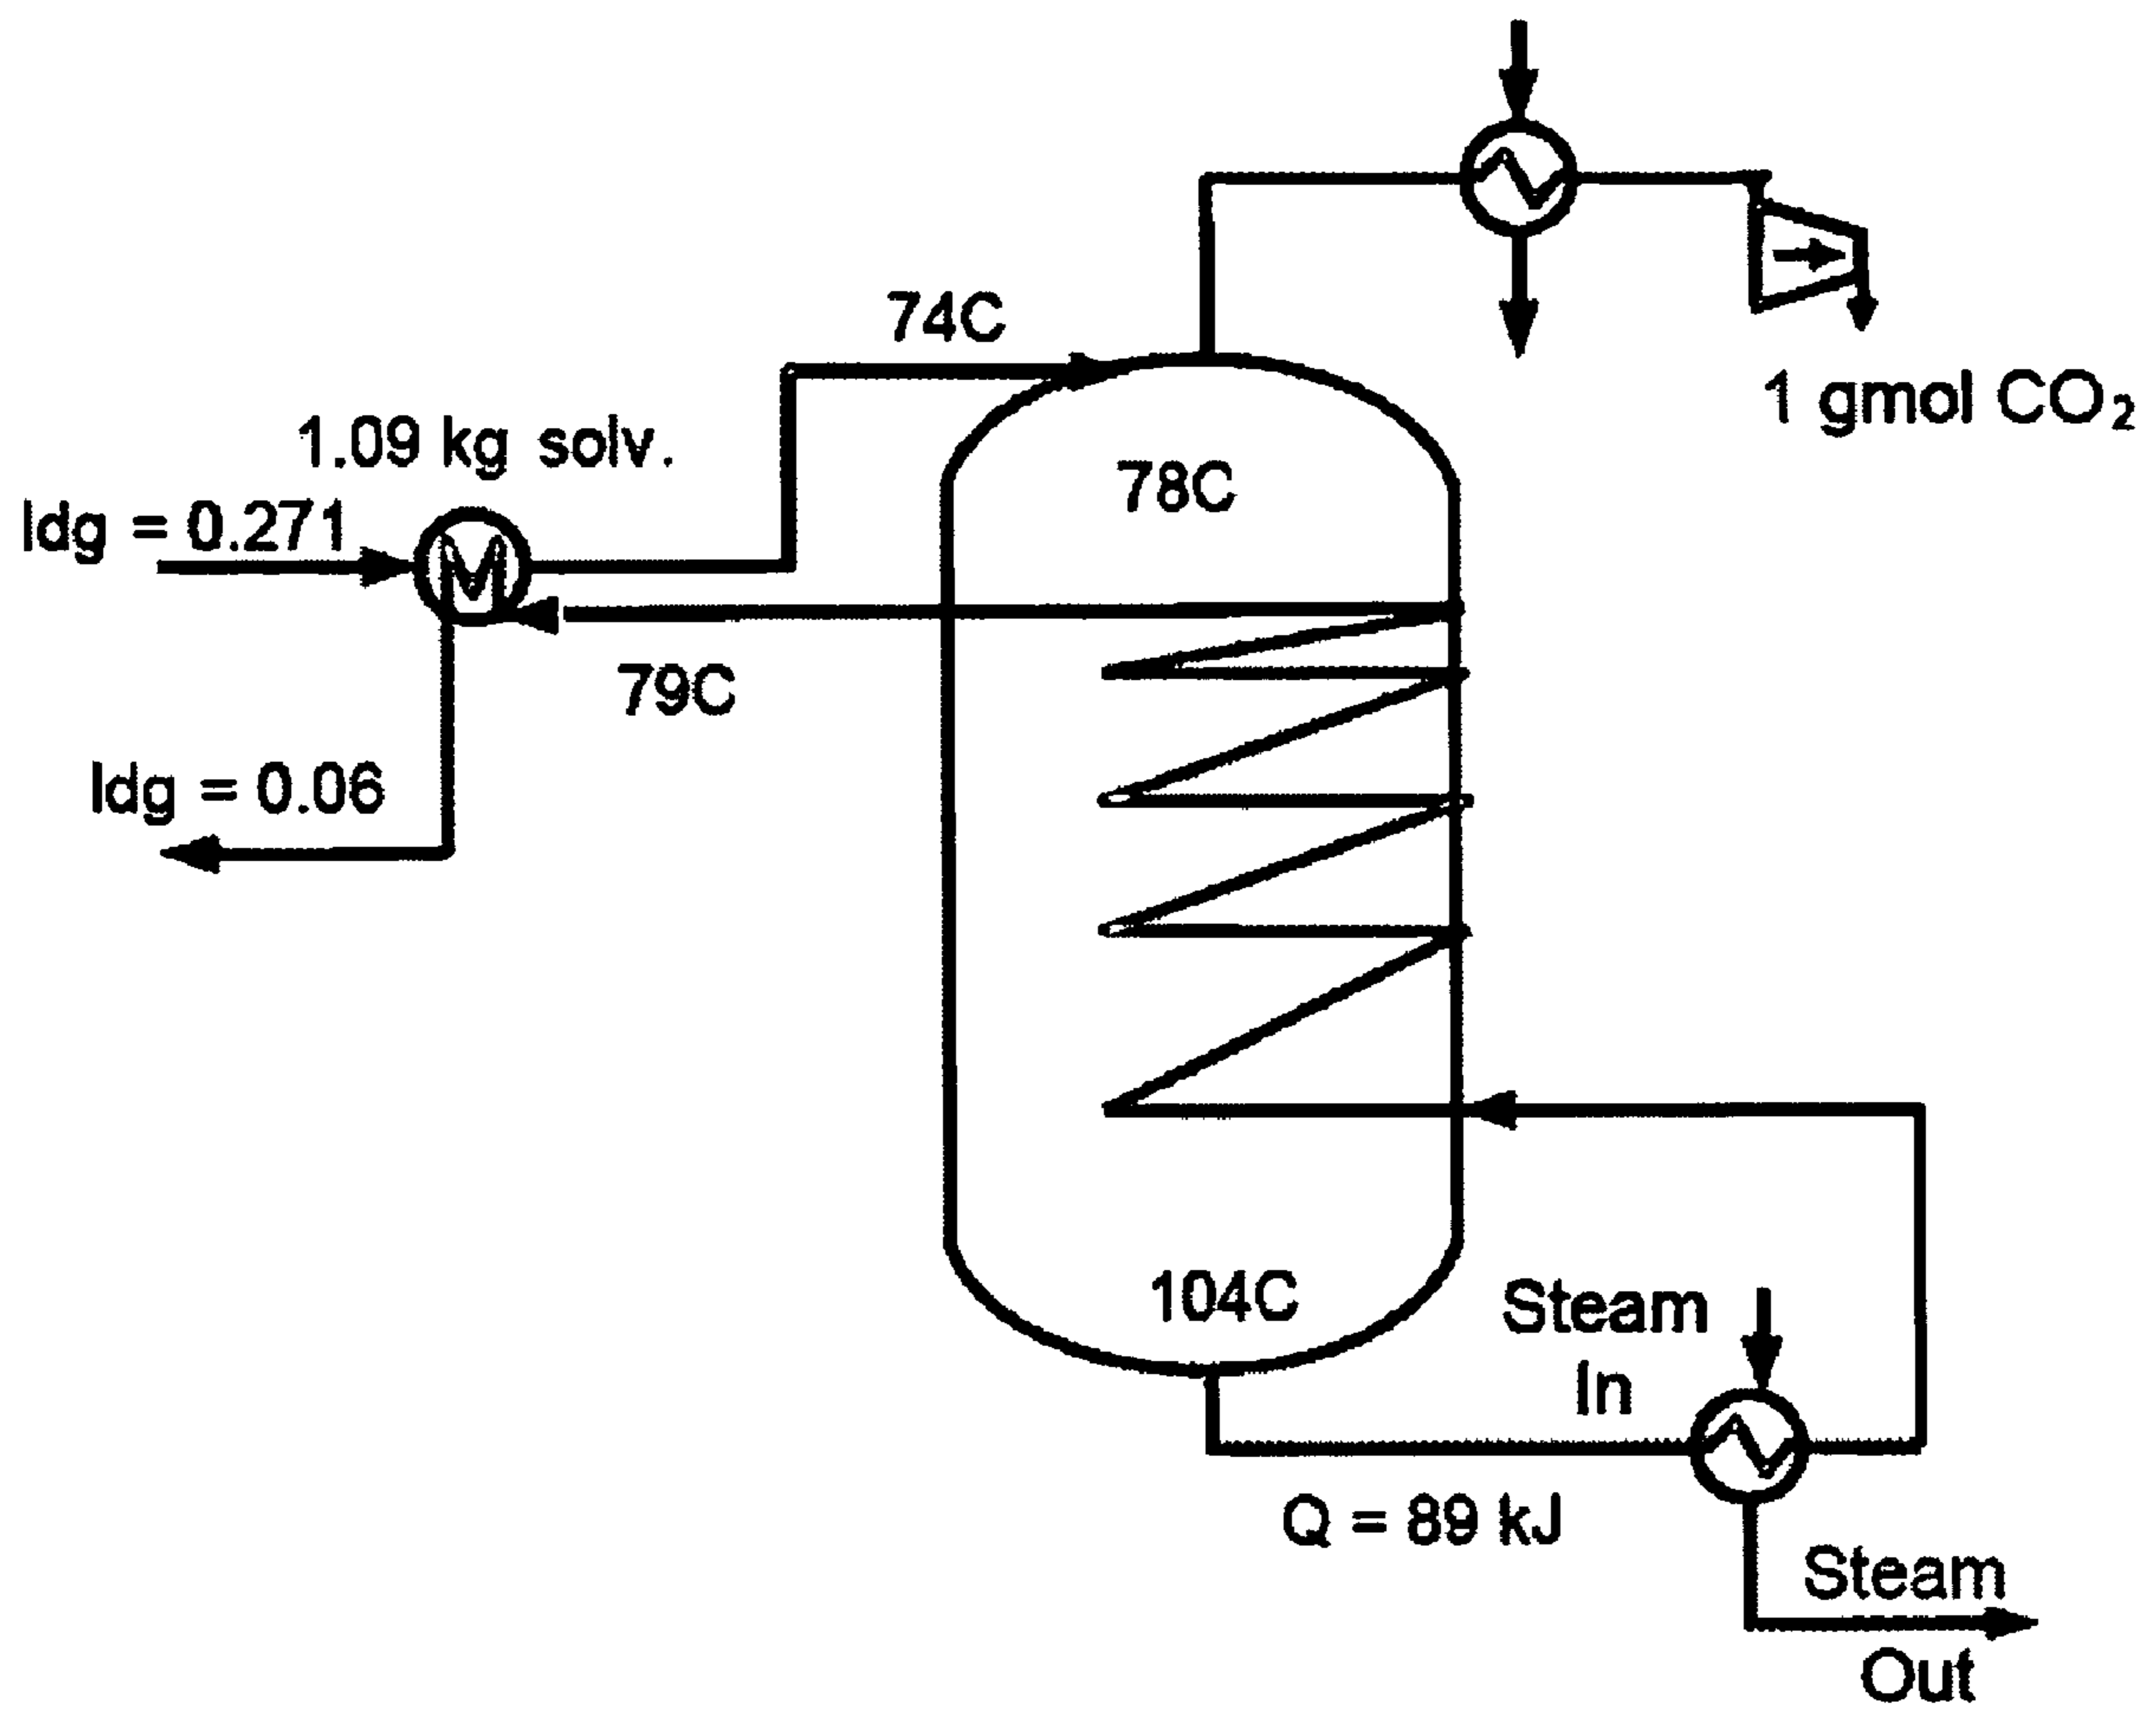 74C
1 gmol CO₂
1.09 kg solv.
78C
ldg = 0.271
79C
ldg = 0.06
104C
Steam
In
Q = 89 kJ
Steam
Out